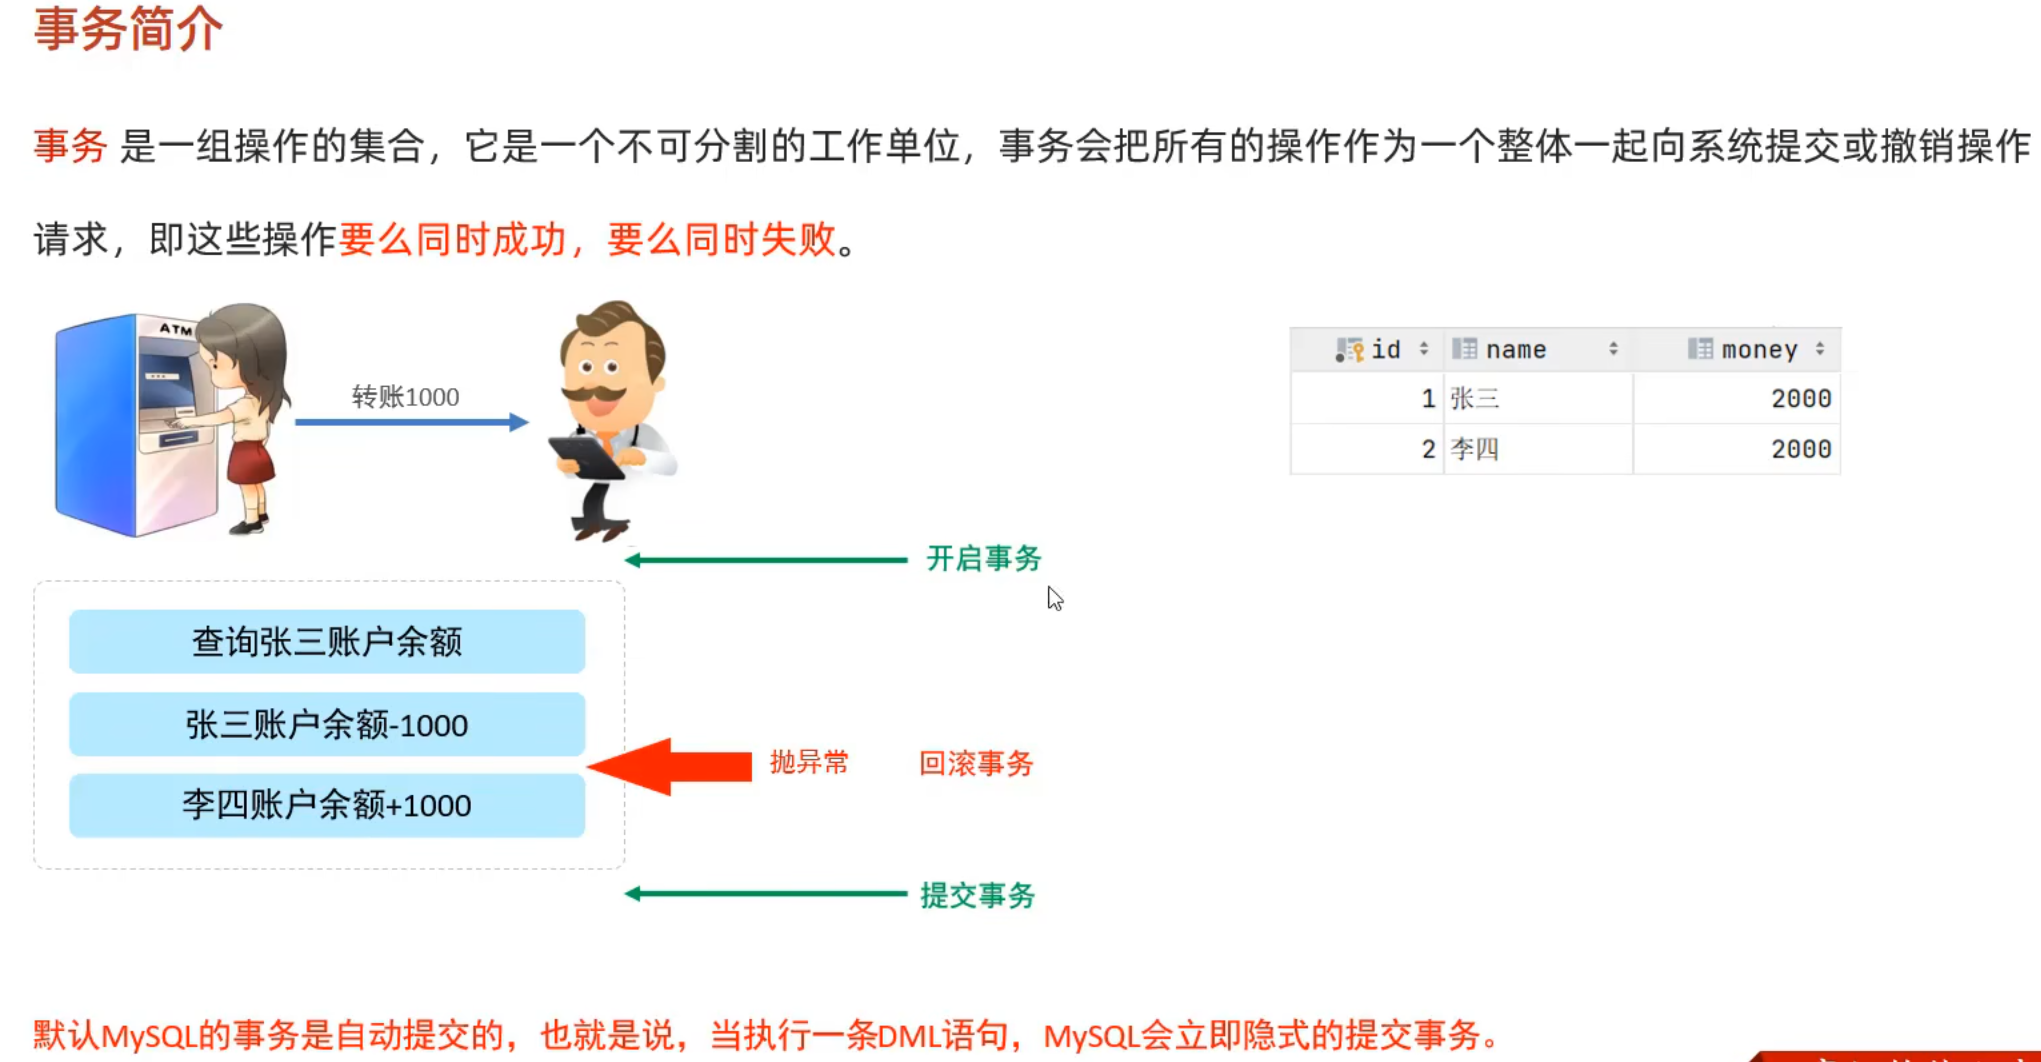 事务简介
事务 是一组操作的集合，它是一个不可分割的工作单位，事务会把所有的操作作为一个整体一起向系统提交或撤销操作
请求，即这些操作要么同时成功，要么同时失败。
ATM
转账1000
id name money
1 张三 2000
2 李四 2000
开启事务
查询张三账户余额
张三账户余额-1000
抛异常 回滚事务
李四账户余额+1000
提交事务
默认MySQL的事务是自动提交的，也就是说，当执行一条DML语句，MySQL会立即隐式的提交事务。